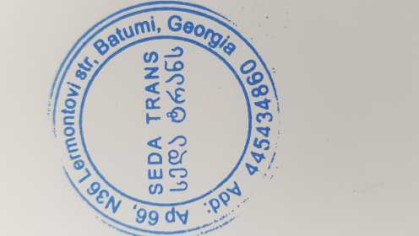 Add: Ap 66, N36 Lermontovi str, Batumi, Georgia
445434860
SEDA TRANS
სედა ტრანს